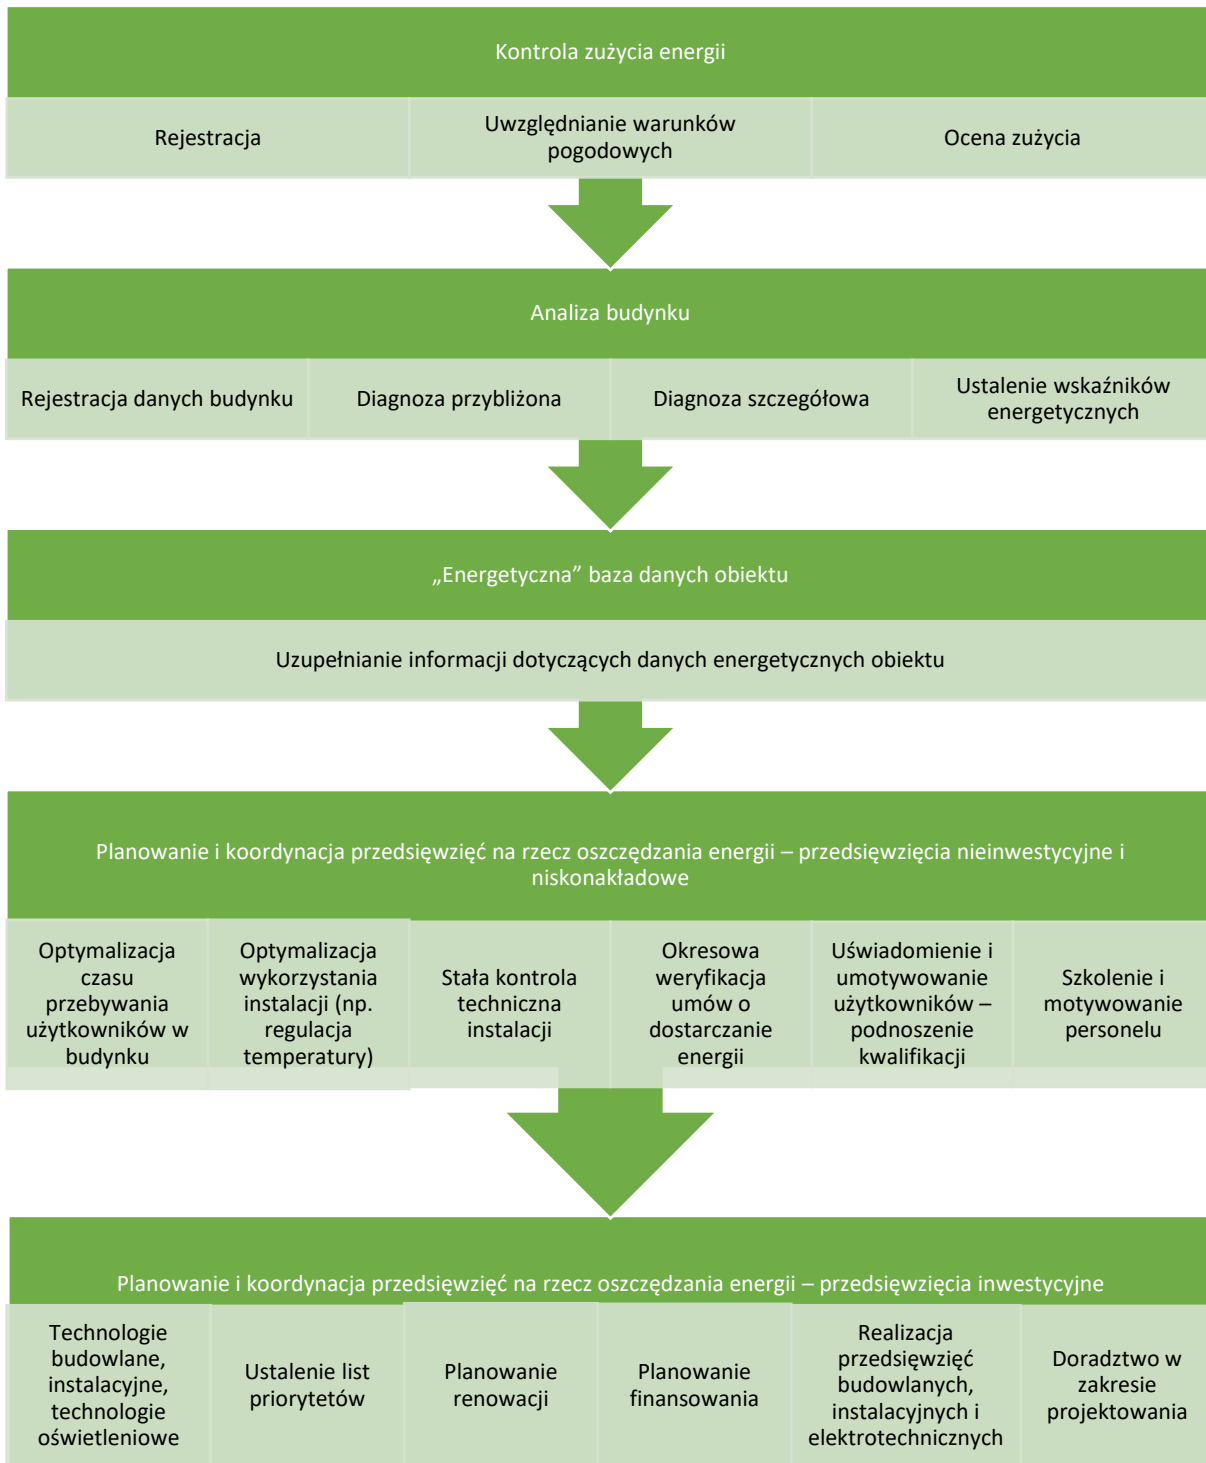 Kontrola zużycia energii
Rejestracja
Uwzględnianie warunków
pogodowych
Ocena zużycia
Analiza budynku
Rejestracja danych budynku
Diagnoza przybliżona
Diagnoza szczegółowa
Ustalenie wskaźników
energetycznych
„Energetyczna” baza danych obiektu
Uzupełnianie informacji dotyczących danych energetycznych obiektu
Planowanie i koordynacja przedsięwzięć na rzecz oszczędzania energii – przedsięwzięcia nieinwestycyjne i
niskonakładowe
Optymalizacja
czasu
przebywania
użytkowników w
budynku
Optymalizacja
wykorzystania
instalacji (np.
regulacja
temperatury)
Stała kontrola
techniczna
instalacji
Okresowa
weryfikacja
umów o
dostarczanie
energii
Uświadomienie i
umotywowanie
użytkowników –
podnoszenie
kwalifikacji
Szkolenie i
motywowanie
personelu
Planowanie i koordynacja przedsięwzięć na rzecz oszczędzania energii – przedsięwzięcia inwestycyjne
Technologie
budowlane,
instalacyjne,
technologie
oświetleniowe
Ustalenie list
priorytetów
Planowanie
renowacji
Planowanie
finansowania
Realizacja
przedsięwzięć
budowlanych,
instalacyjnych i
elektrotechnicznych
Doradztwo w
zakresie
projektowania